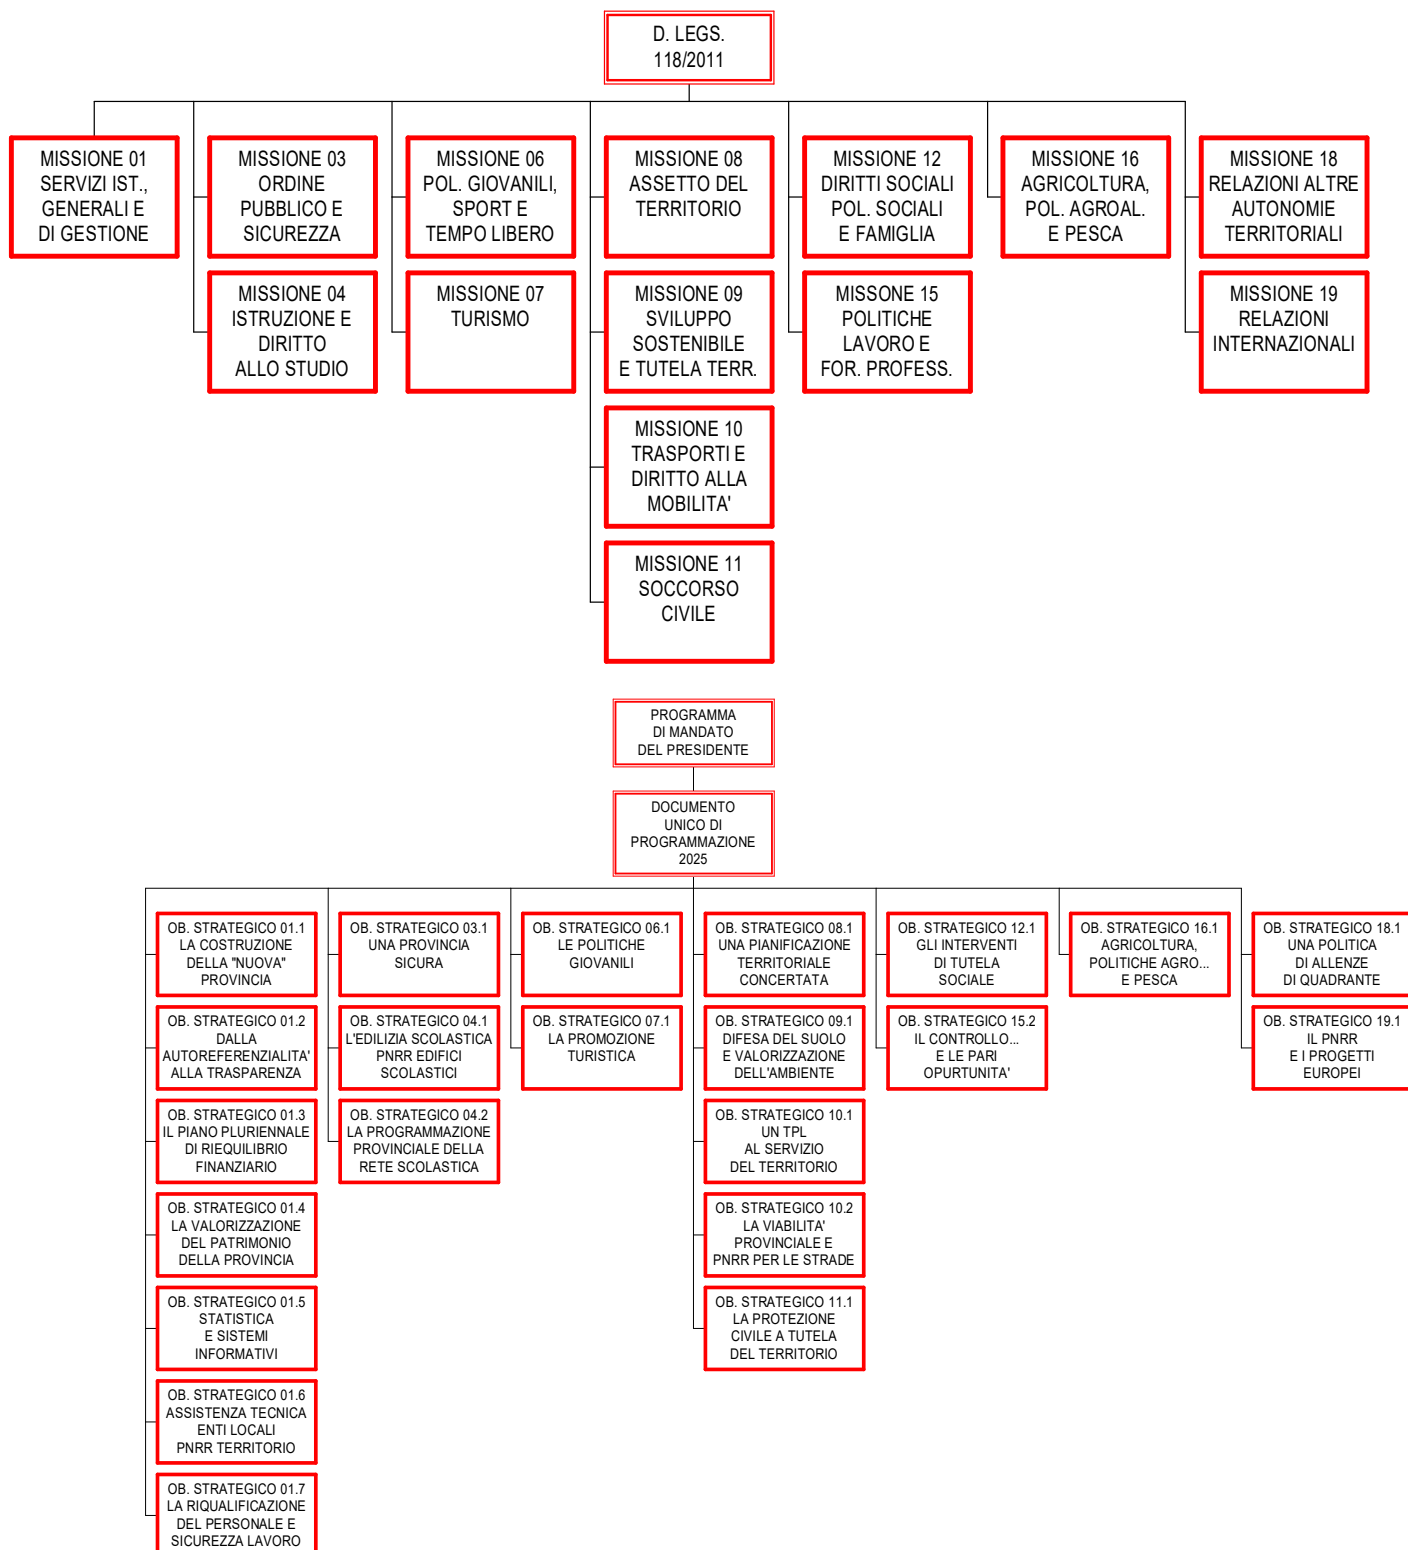 D. LEGS.
118/2011
MISSIONE 01
SERVIZI IST.,
GENERALI E
DI GESTIONE
MISSIONE 03
ORDINE
PUBBLICO E
SICUREZZA
MISSIONE 06
POL. GIOVANILI,
SPORT E
TEMPO LIBERO
MISSIONE 08
ASSETTO DEL
TERRITORIO
MISSIONE 12
DIRITTI SOCIALI
POL. SOCIALI
E FAMIGLIA
MISSIONE 16
AGRICOLTURA,
POL. AGROAL.
E PESCA
MISSIONE 18
RELAZIONI ALTRE
AUTONOMIE
TERRITORIALI
MISSIONE 04
ISTRUZIONE E
DIRITTO
ALLO STUDIO
MISSIONE 07
TURISMO
MISSIONE 09
SVILUPPO
SOSTENIBILE
E TUTELA TERR.
MISSONE 15
POLITICHE
LAVORO E
FOR. PROFESS.
MISSIONE 19
RELAZIONI
INTERNAZIONALI
MISSIONE 10
TRASPORTI E
DIRITTO ALLA
MOBILITA'
MISSIONE 11
SOCCORSO
CIVILE
PROGRAMMA
DI MANDATO
DEL PRESIDENTE
DOCUMENTO
UNICO DI
PROGRAMMAZIONE
2025
OB. STRATEGICO 01.1
LA COSTRUZIONE
DELLA "NUOVA"
PROVINCIA
OB. STRATEGICO 03.1
UNA PROVINCIA
SICURA
OB. STRATEGICO 06.1
LE POLITICHE
GIOVANILI
OB. STRATEGICO 08.1
UNA PIANIFICAZIONE
TERRITORIALE
CONCERTATA
OB. STRATEGICO 12.1
GLI INTERVENTI
DI TUTELA
SOCIALE
OB. STRATEGICO 16.1
AGRICOLTURA,
POLITICHE AGRO...
E PESCA
OB. STRATEGICO 18.1
UNA POLITICA
DI ALLENZE
DI QUADRANTE
OB. STRATEGICO 01.2
DALLA
AUTOREFERENZIALITA'
ALLA TRASPARENZA
OB. STRATEGICO 04.1
L'EDILIZIA SCOLASTICA
PNRR EDIFICI
SCOLASTICI
OB. STRATEGICO 07.1
LA PROMOZIONE
TURISTICA
OB. STRATEGICO 09.1
DIFESA DEL SUOLO
E VALORIZZAZIONE
DELL'AMBIENTE
OB. STRATEGICO 15.2
IL CONTROLLO...
E LE PARI
OPURTUNITA'
OB. STRATEGICO 19.1
IL PNRR
E I PROGETTI
EUROPEI
OB. STRATEGICO 01.3
IL PIANO PLURIENNALE
DI RIEQUILIBRIO
FINANZIARIO
OB. STRATEGICO 04.2
LA PROGRAMMAZIONE
PROVINCIALE DELLA
RETE SCOLASTICA
OB. STRATEGICO 10.1
UN TPL
AL SERVIZIO
DEL TERRITORIO
OB. STRATEGICO 01.4
LA VALORIZZAZIONE
DEL PATRIMONIO
DELLA PROVINCIA
OB. STRATEGICO 10.2
LA VIABILITA'
PROVINCIALE E
PNRR PER LE STRADE
OB. STRATEGICO 01.5
STATISTICA
E SISTEMI
INFORMATIVI
OB. STRATEGICO 11.1
LA PROTEZIONE
CIVILE A TUTELA
DEL TERRITORIO
OB. STRATEGICO 01.6
ASSISTENZA TECNICA
ENTI LOCALI
PNRR TERRITORIO
OB. STRATEGICO 01.7
LA RIQUALIFICAZIONE
DEL PERSONALE E
SICUREZZA LAVORO